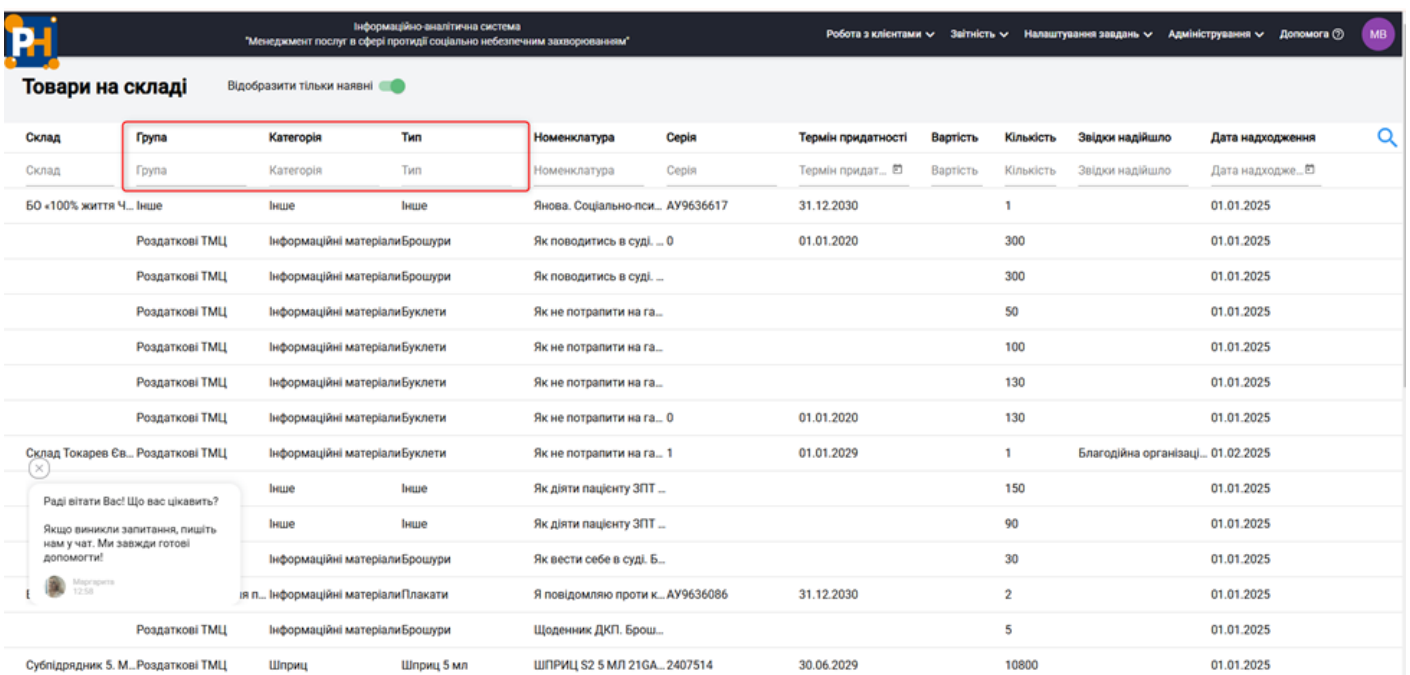 PH
Інформаційно-аналітична система
"Менеджмент послуг в сфері протидії соціально небезпечним захворюванням"
Робота з клієнтами Звітність Налаштування завдань Адміністрування Допомога MB
Товари на складі Відобразити тільки наявні
Склад Група Категорія Тип Номенклатура Серія Термін придатності Вартість Кількість Звідки надійшло Дата надходження
Склад Група Категорія Тип Номенклатура Серія Термін придат... Вартість Кількість Звідки надійшло Дата надходже...
БО «100% життя Ч... Інше Інше Інше Янова. Соціально-пси... АУ9636617 31.12.2030 1 01.01.2025
Роздаткові ТМЦ Інформаційні матеріали Брошури Як поводитись в суді. ... 0 01.01.2020 300 01.01.2025
Роздаткові ТМЦ Інформаційні матеріали Брошури Як поводитись в суді. ... 300 01.01.2025
Роздаткові ТМЦ Інформаційні матеріали Буклети Як не потрапити на га... 50 01.01.2025
Роздаткові ТМЦ Інформаційні матеріали Буклети Як не потрапити на га... 100 01.01.2025
Роздаткові ТМЦ Інформаційні матеріали Буклети Як не потрапити на га... 130 01.01.2025
Роздаткові ТМЦ Інформаційні матеріали Буклети Як не потрапити на га... 0 01.01.2020 130 01.01.2025
Склад Токарев Єв... Роздаткові ТМЦ Інформаційні матеріали Буклети Як не потрапити на га... 1 01.01.2029 1 Благодійна організаці... 01.02.2025
Інше Інше Як діяти пацієнту ЗПТ ... 150 01.01.2025
Інше Інше Як діяти пацієнту ЗПТ ... 90 01.01.2025
Інформаційні матеріали Брошури Як вести себе в суді. Б... 30 01.01.2025
ія п... Інформаційні матеріали Плакати Я повідомляю проти к... АУ9636086 31.12.2030 2 01.01.2025
Роздаткові ТМЦ Інформаційні матеріали Брошури Щоденник ДКП. Брош... 5 01.01.2025
Субпідрядник 5. М... Роздаткові ТМЦ Шприц Шприц 5 мл ШПРИЦ S2 5 МЛ 21GA... 2407514 30.06.2029 10800 01.01.2025
Раді вітати Вас! Що вас цікавить?
Якщо виникли запитання, пишіть
нам у чат. Ми завжди готові
допомогти!
Маргарита
12:58